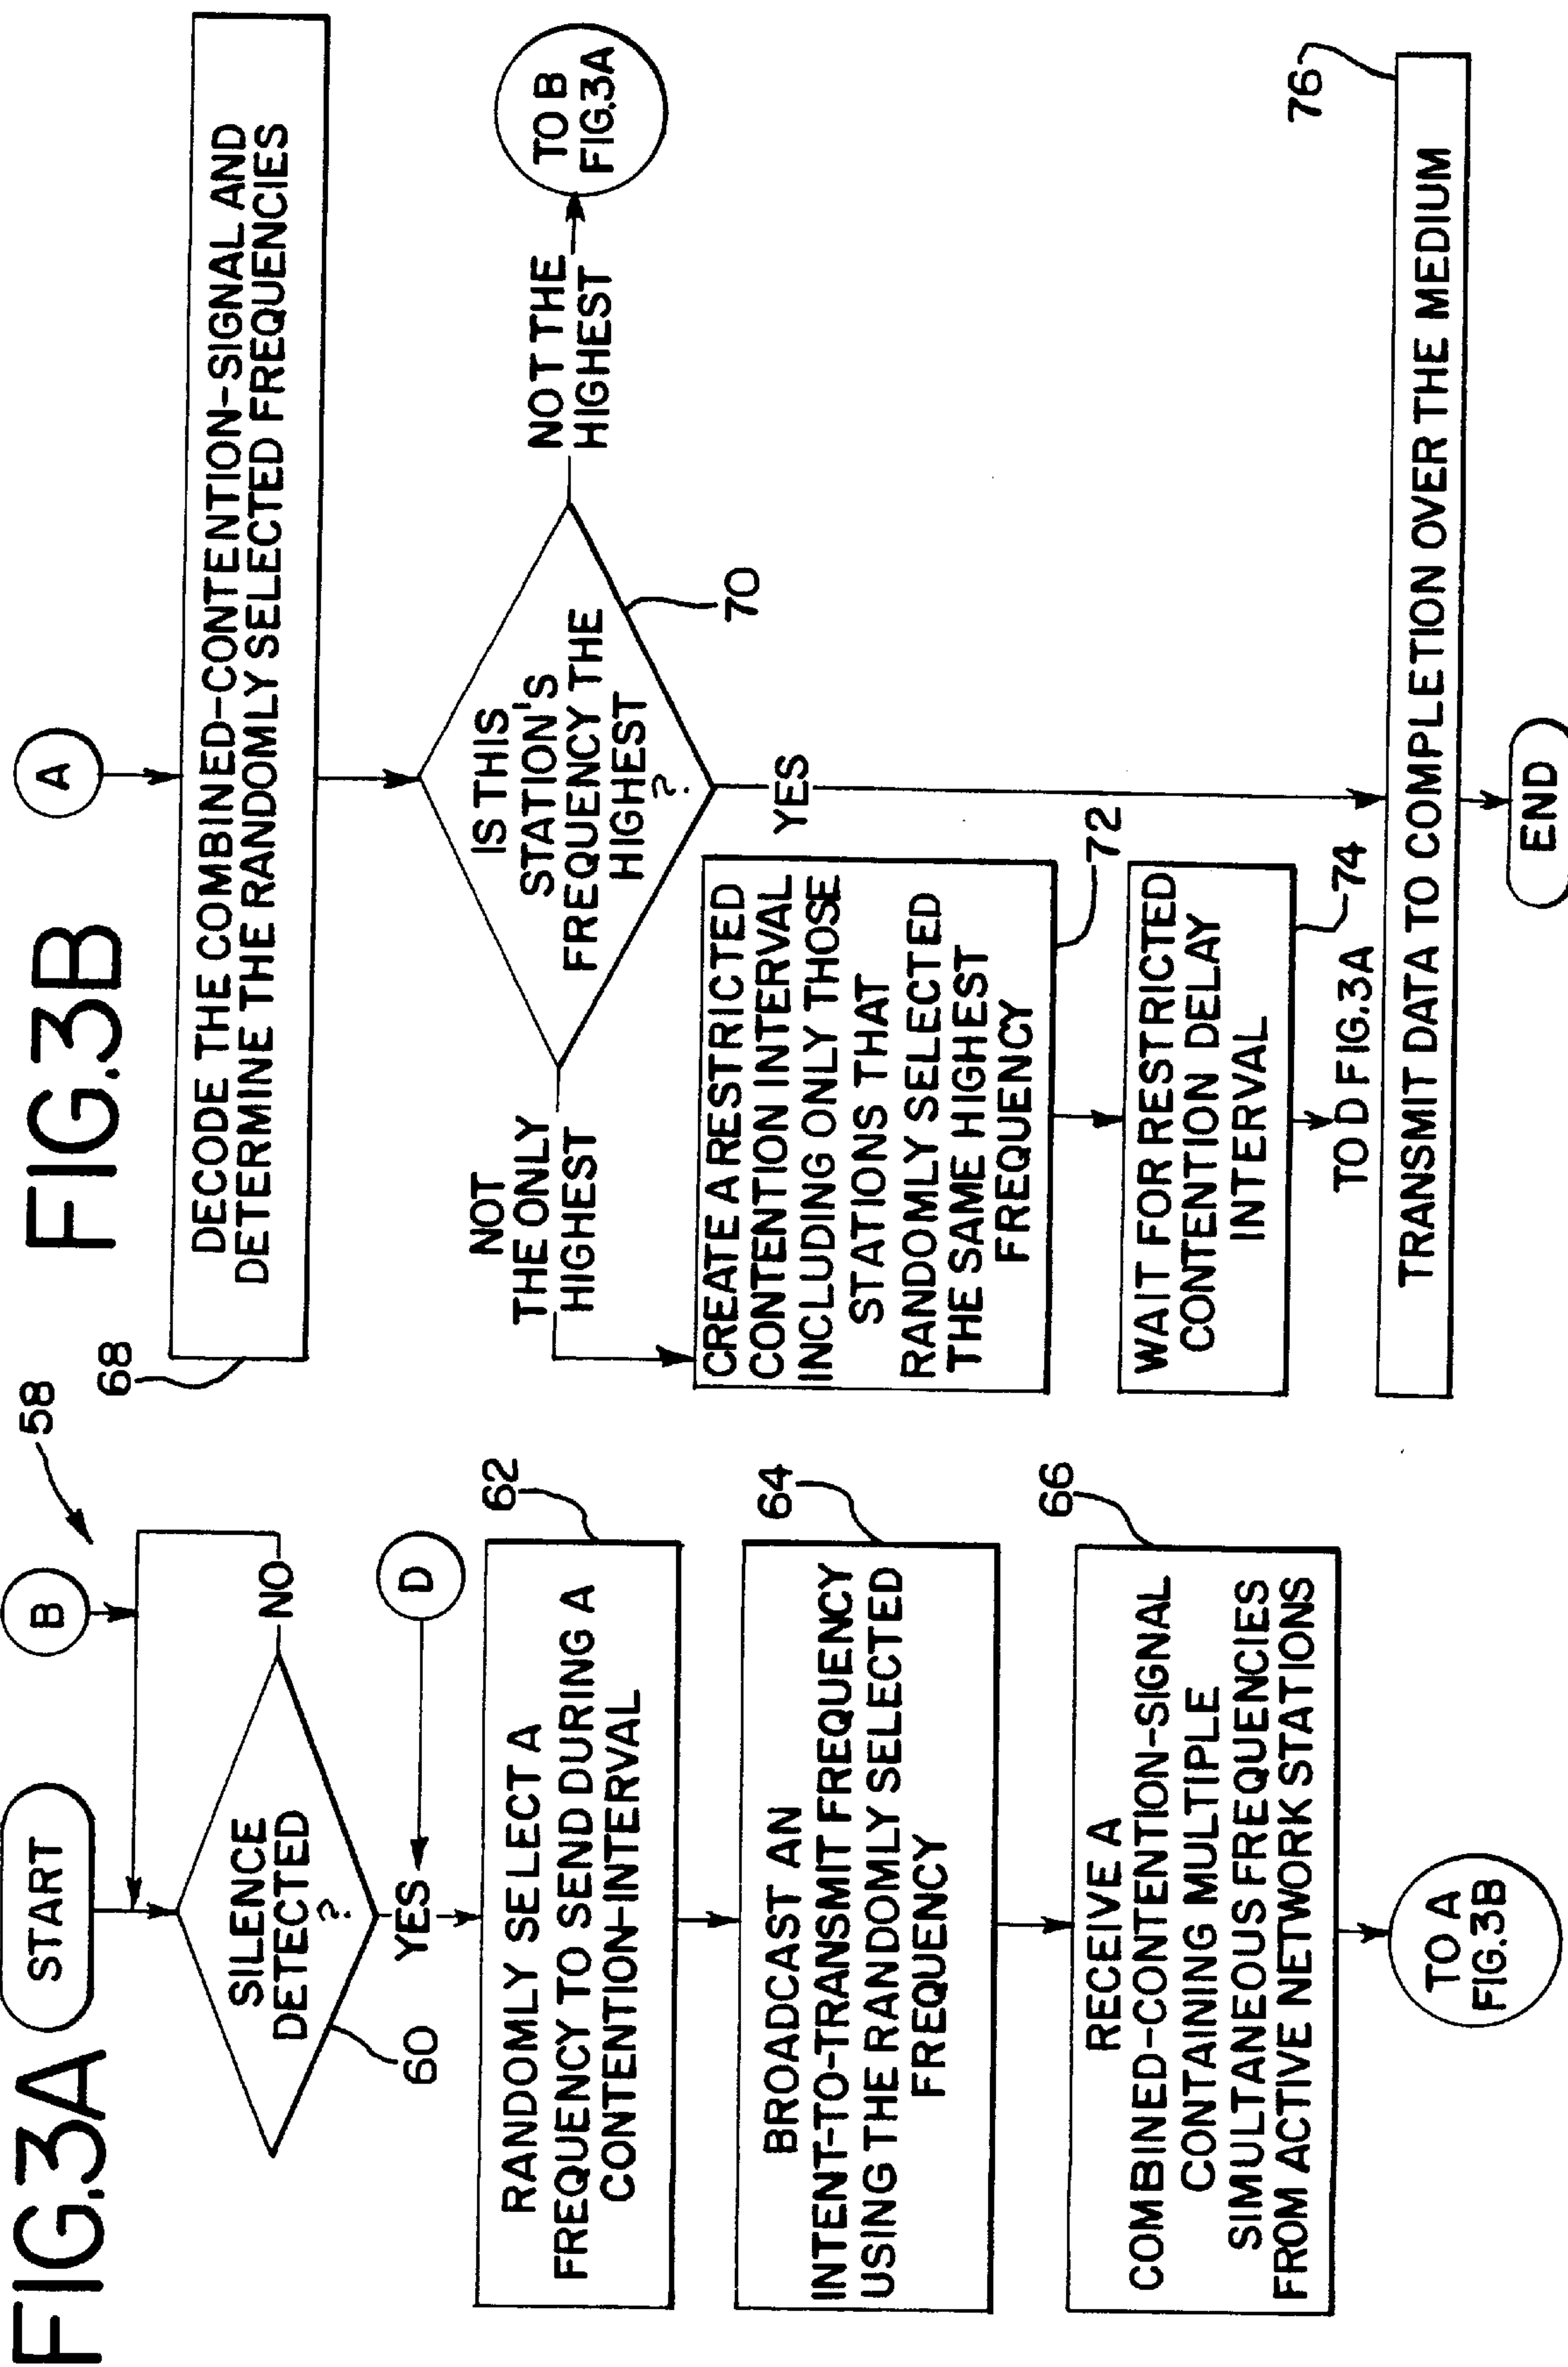 FIG.3A
58
START
B
SILENCE
DETECTED
?
60
NO
YES
D
62
RANDOMLY SELECT A
FREQUENCY TO SEND DURING A
CONTENTION-INTERVAL
64
BROADCAST AN
INTENT-TO-TRANSMIT FREQUENCY
USING THE RANDOMLY SELECTED
FREQUENCY
66
RECEIVE A
COMBINED-CONTENTION-SIGNAL
CONTAINING MULTIPLE
SIMULTANEOUS FREQUENCIES
FROM ACTIVE NETWORK STATIONS
TO A
FIG.3B
FIG.3B
A
68
DECODE THE COMBINED-CONTENTION-SIGNAL AND
DETERMINE THE RANDOMLY SELECTED FREQUENCIES
IS THIS
STATION'S
FREQUENCY THE
HIGHEST
?
70
NOT THE
HIGHEST
TO B
FIG.3A
NOT
THE ONLY
HIGHEST
YES
CREATE A RESTRICTED
CONTENTION INTERVAL
INCLUDING ONLY THOSE
STATIONS THAT
RANDOMLY SELECTED
THE SAME HIGHEST
FREQUENCY
72
WAIT FOR RESTRICTED
CONTENTION DELAY
INTERVAL
74
TO D FIG.3A
76
TRANSMIT DATA TO COMPLETION OVER THE MEDIUM
END